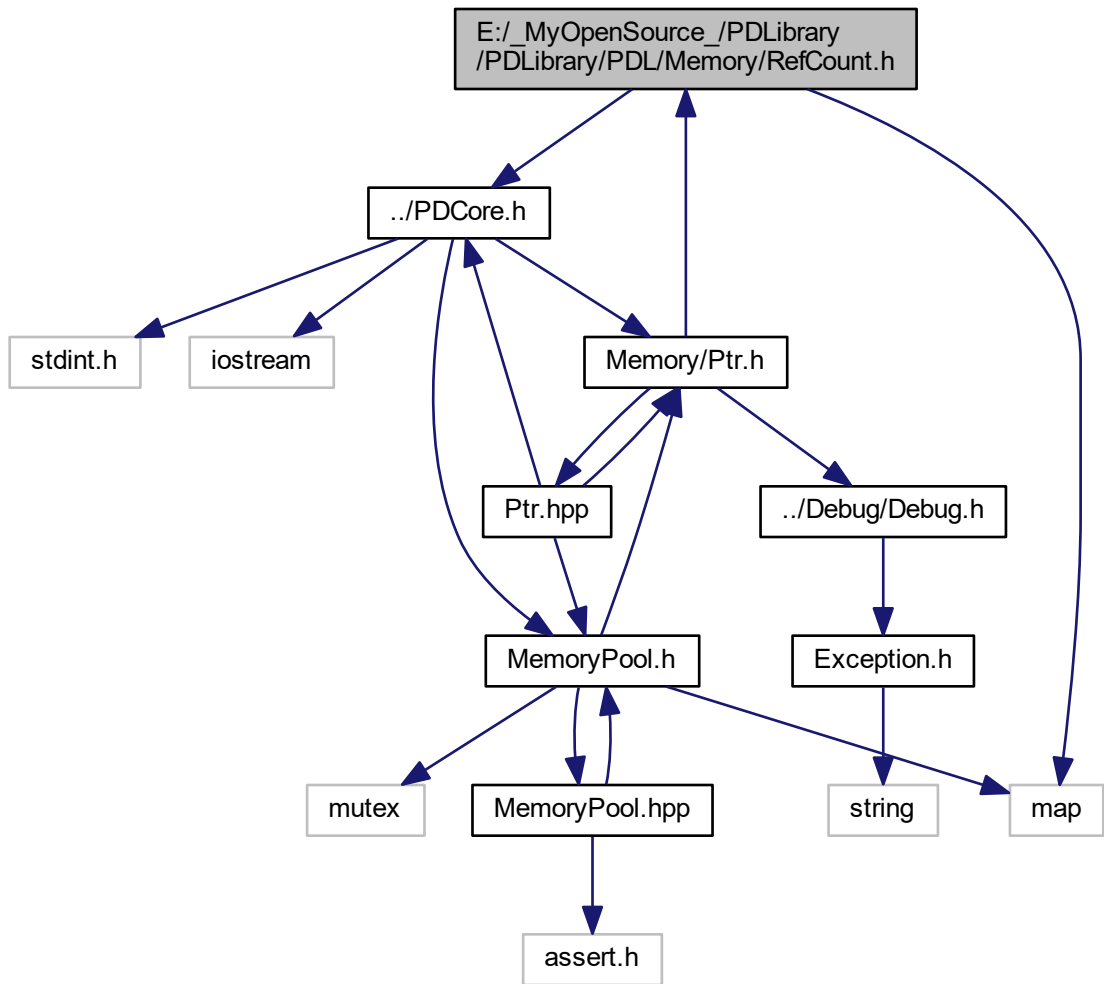 E:/_MyOpenSource_/PDLibrary
/PDLibrary/PDL/Memory/RefCount.h
../PDCore.h
stdint.h
iostream
Memory/Ptr.h
Ptr.hpp
../Debug/Debug.h
MemoryPool.h
Exception.h
mutex
MemoryPool.hpp
string
map
assert.h